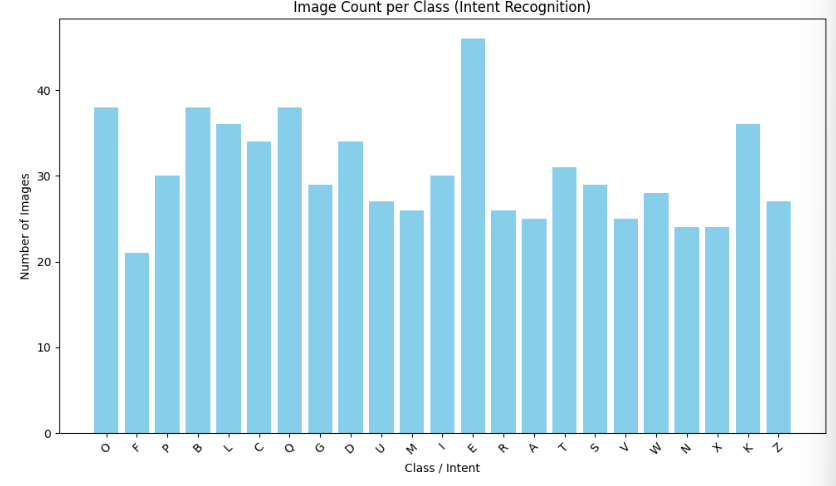 Image Count per Class (Intent Recognition)
Number of Images
40
30
20
10
0
O F P B L C Q G D U M I E R A T S V W N X K Z
Class / Intent